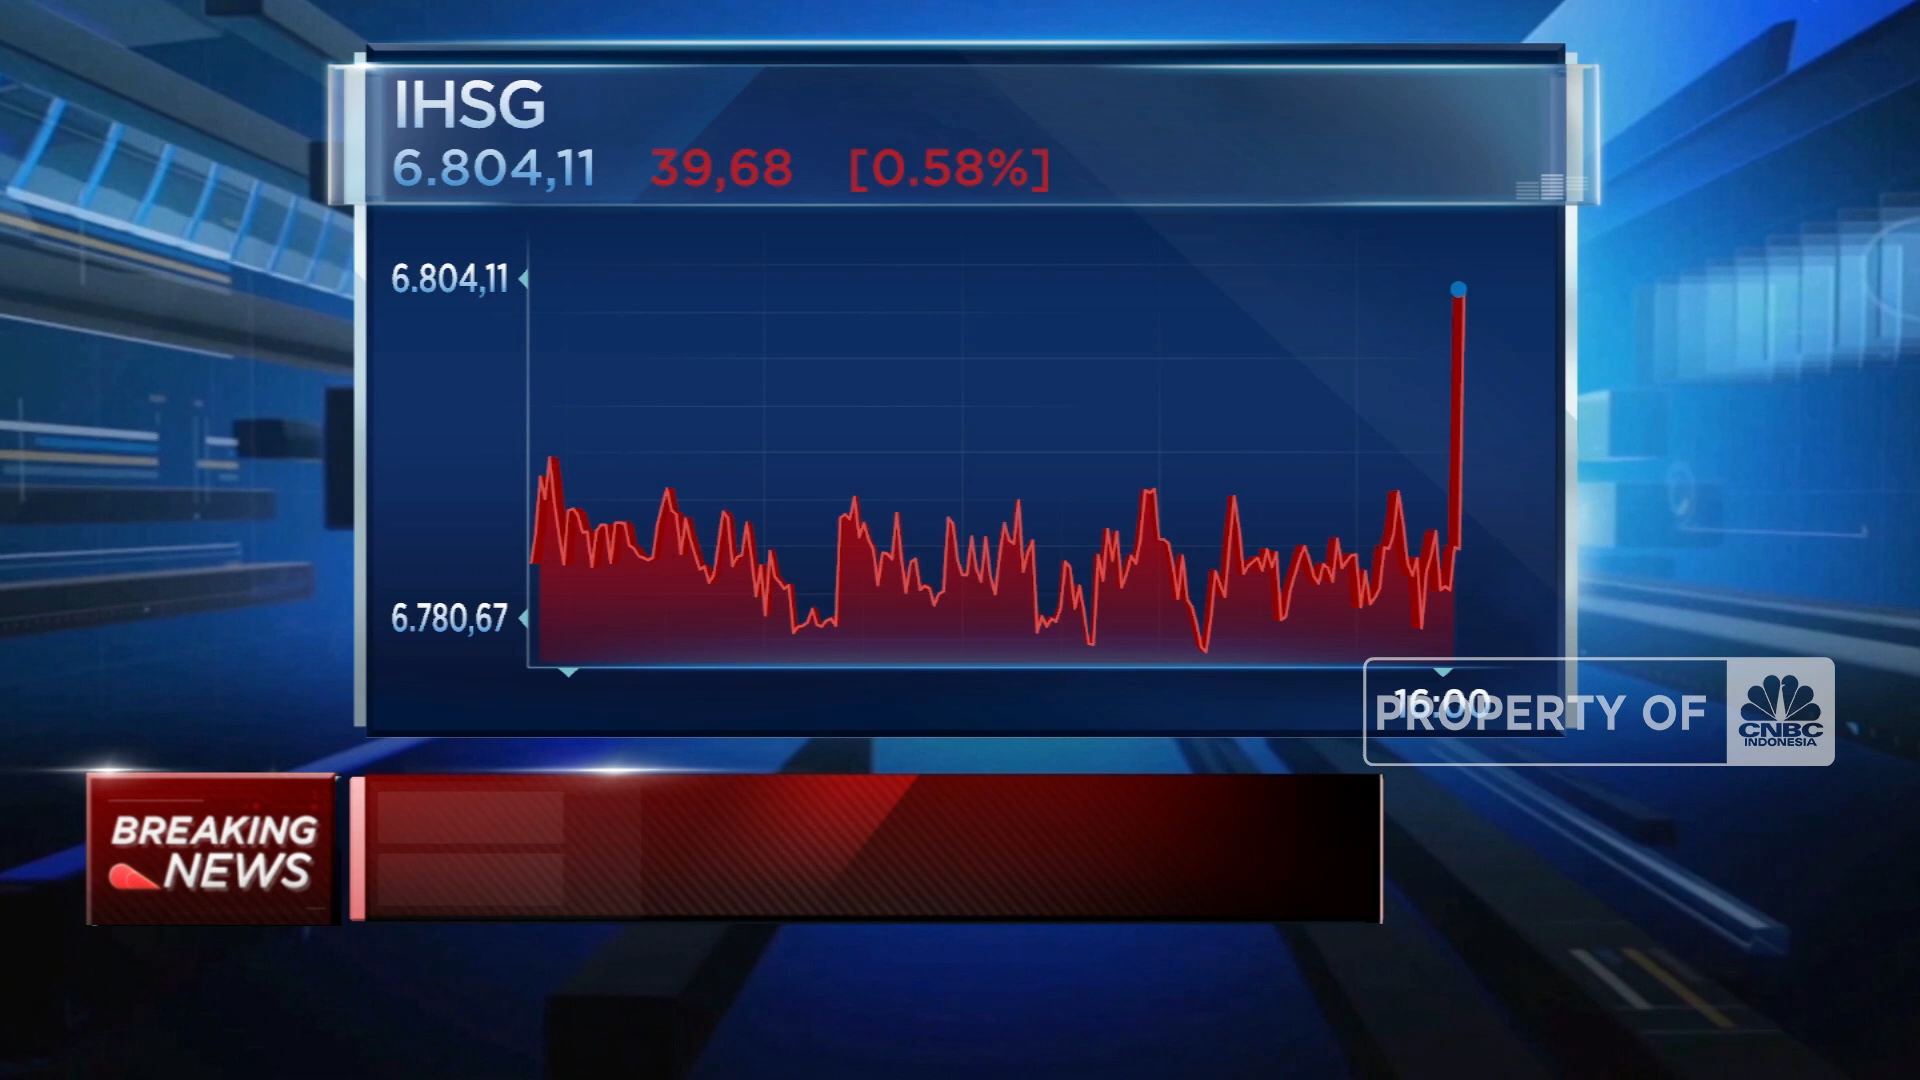 IHSG
6.804,11 39,68 [0.58%]
6.804,11
6.780,67
16:00
PROPERTY OF CNBC INDONESIA
BREAKING
NEWS